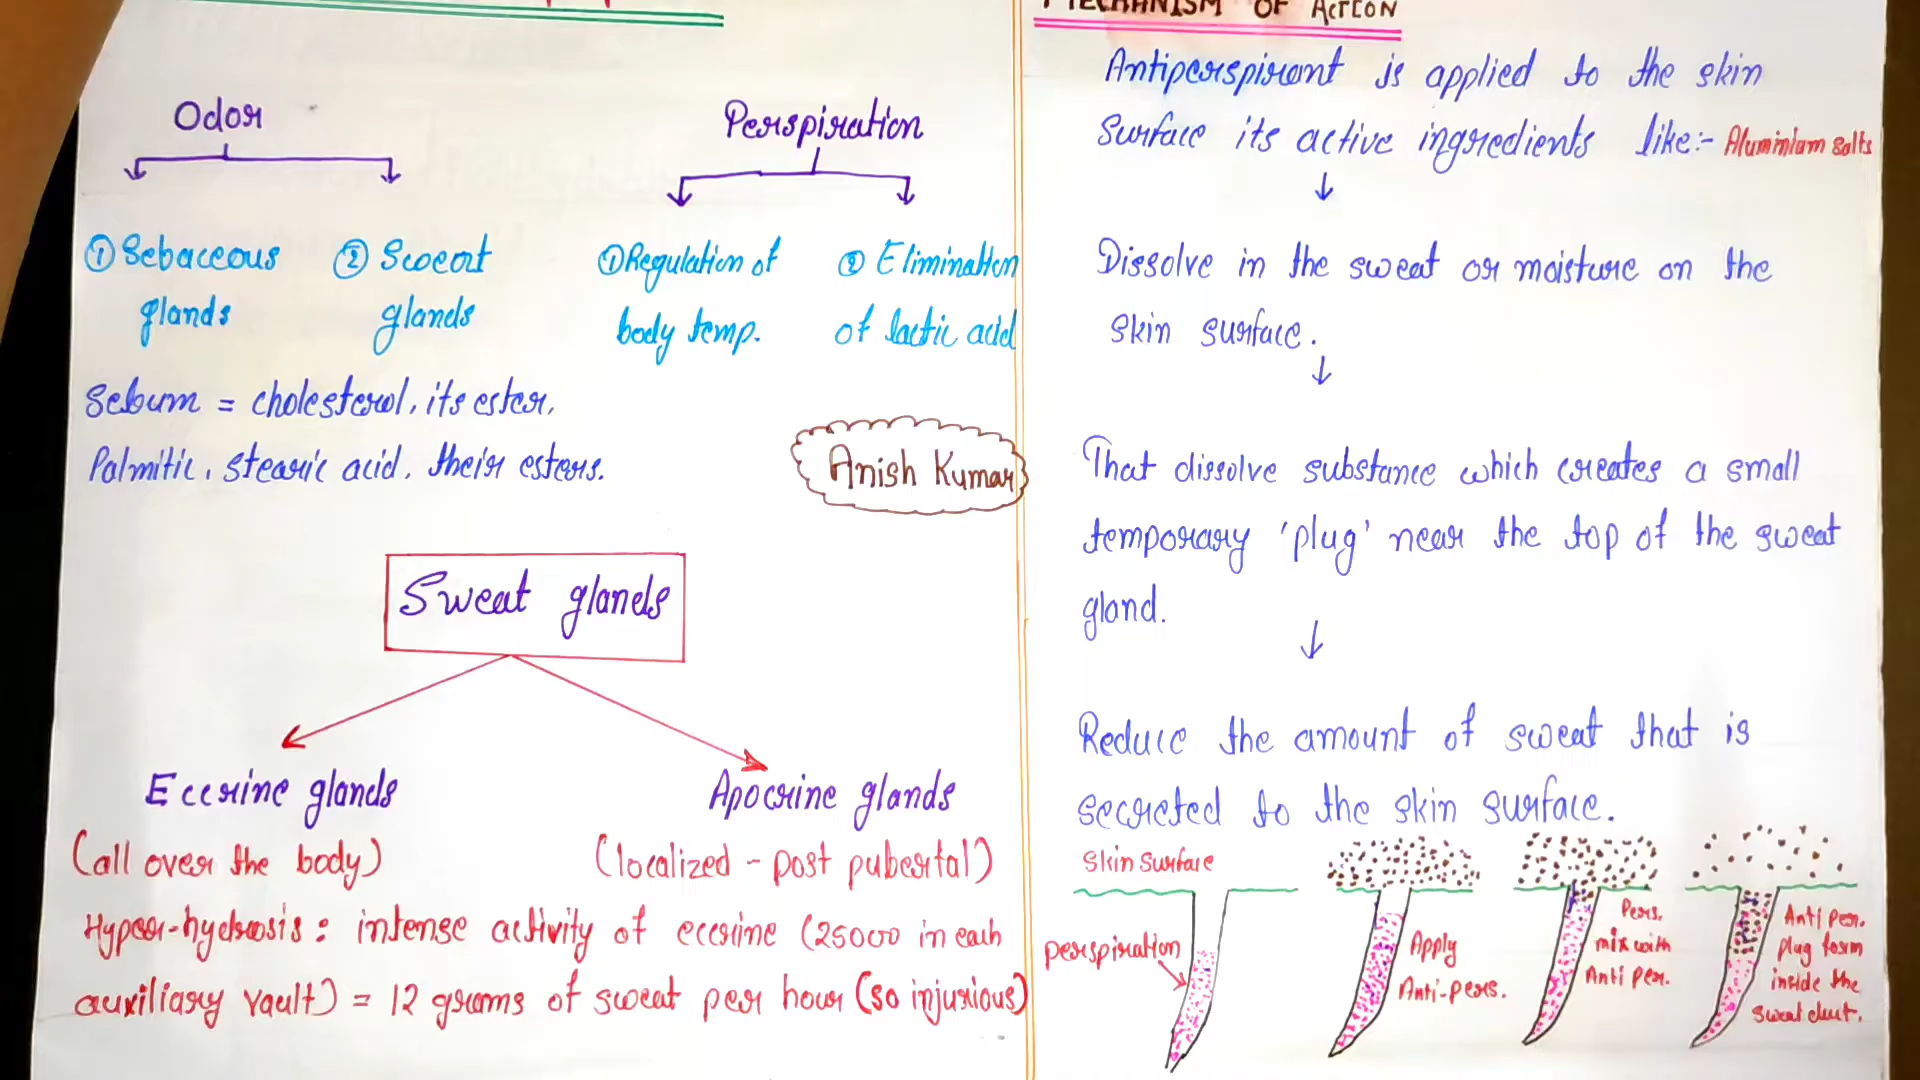 Odor
① Sebaceous glands
② Sweat glands
Perspiration
① Regulation of body temp.
② Elimination of lactic acid
Sebum = cholesterol, its ester,
Palmitic, stearic acid, their esters.
Anish Kumar
Sweat glands
Eccrine glands
(all over the body)
Apocrine glands
(localized - post pubertal)
Hyper-hydrosis: intense activity of eccrine (25000 in each
auxiliary vault) = 12 grams of sweat per hour (so injurious)
MECHANISM OF ACTION
Antiperspirant is applied to the skin
surface its active ingredients like:- Aluminium salts
↓
Dissolve in the sweat or moisture on the
skin surface.
↓
That dissolve substance which creates a small
temporary 'plug' near the top of the sweat
gland.
↓
Reduce the amount of sweat that is
secreted to the skin surface.
Skin surface
perspiration
Apply
Anti-pers.
Pers.
mix with
Anti per.
Anti per.
plug form
inside the
sweat duct.